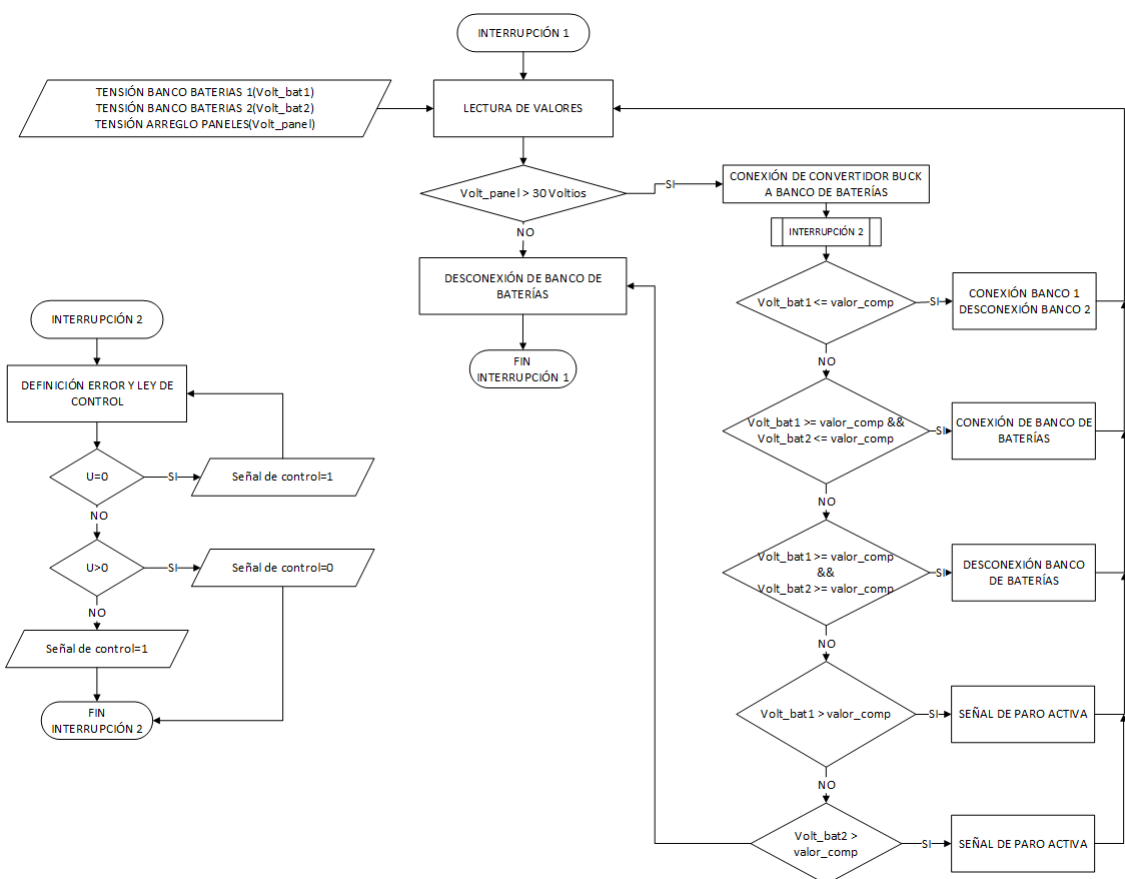 INTERRUPCIÓN 1
TENSIÓN BANCO BATERIAS 1(Volt_bat1)
TENSIÓN BANCO BATERIAS 2(Volt_bat2)
TENSIÓN ARREGLO PANELES(Volt_panel)
LECTURA DE VALORES
Volt_panel > 30 Voltios
SI
CONEXIÓN DE CONVERTIDOR BUCK
A BANCO DE BATERÍAS
NO
INTERRUPCIÓN 2
DESCONEXIÓN DE BANCO DE
BATERÍAS
FIN
INTERRUPCIÓN 1
Volt_bat1 <= valor_comp
SI
CONEXIÓN BANCO 1
DESCONEXIÓN BANCO 2
NO
Volt_bat1 >= valor_comp &&
Volt_bat2 <= valor_comp
SI
CONEXIÓN DE BANCO DE
BATERÍAS
NO
Volt_bat1 >= valor_comp
&&
Volt_bat2 >= valor_comp
SI
DESCONEXIÓN BANCO
DE BATERÍAS
NO
Volt_bat1 > valor_comp
SI
SEÑAL DE PARO ACTIVA
NO
Volt_bat2 >
valor_comp
SI
SEÑAL DE PARO ACTIVA
INTERRUPCIÓN 2
DEFINICIÓN ERROR Y LEY DE
CONTROL
U=0
SI
Señal de control=1
NO
U>0
SI
Señal de control=0
NO
Señal de control=1
FIN
INTERRUPCIÓN 2